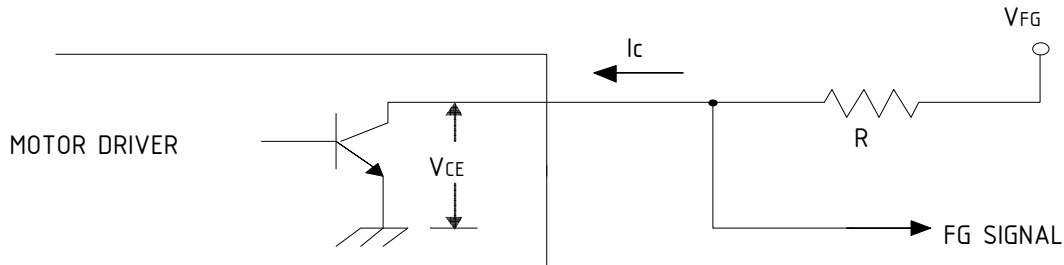 VFG
Ic
R
MOTOR DRIVER
VCE
FG SIGNAL